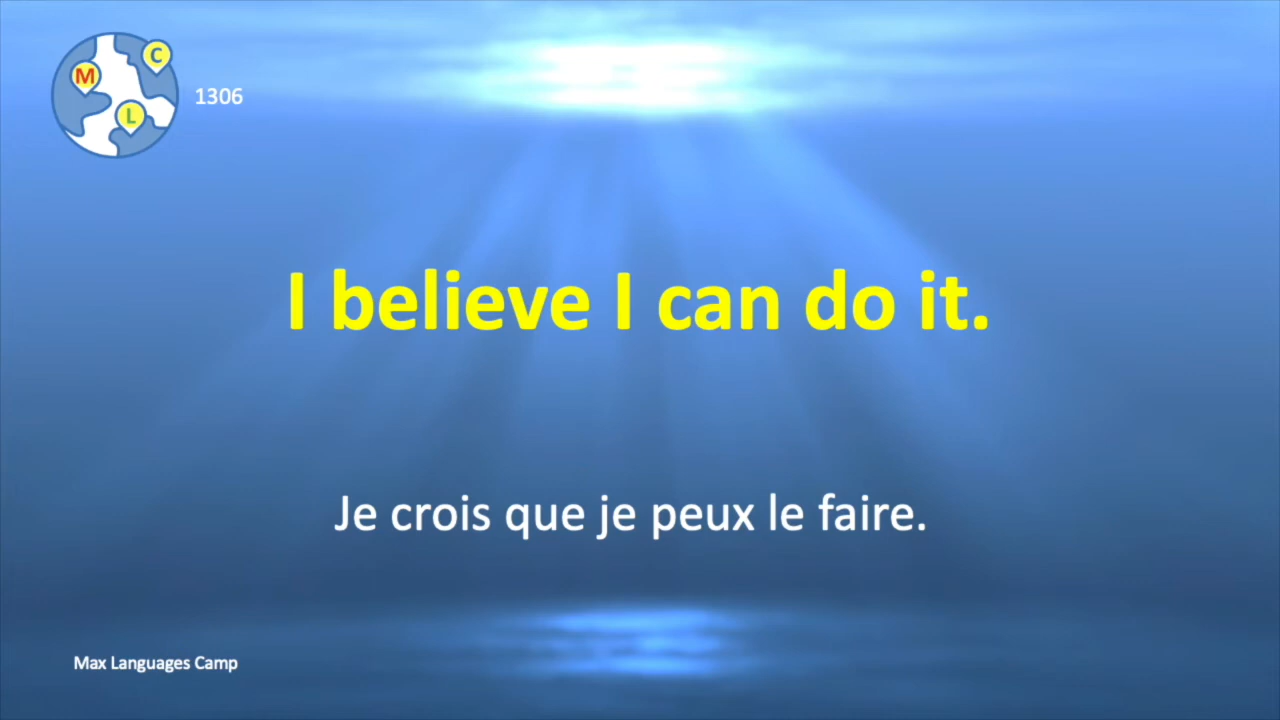 M
C
L
1306
I believe I can do it.
Je crois que je peux le faire.
Max Languages Camp